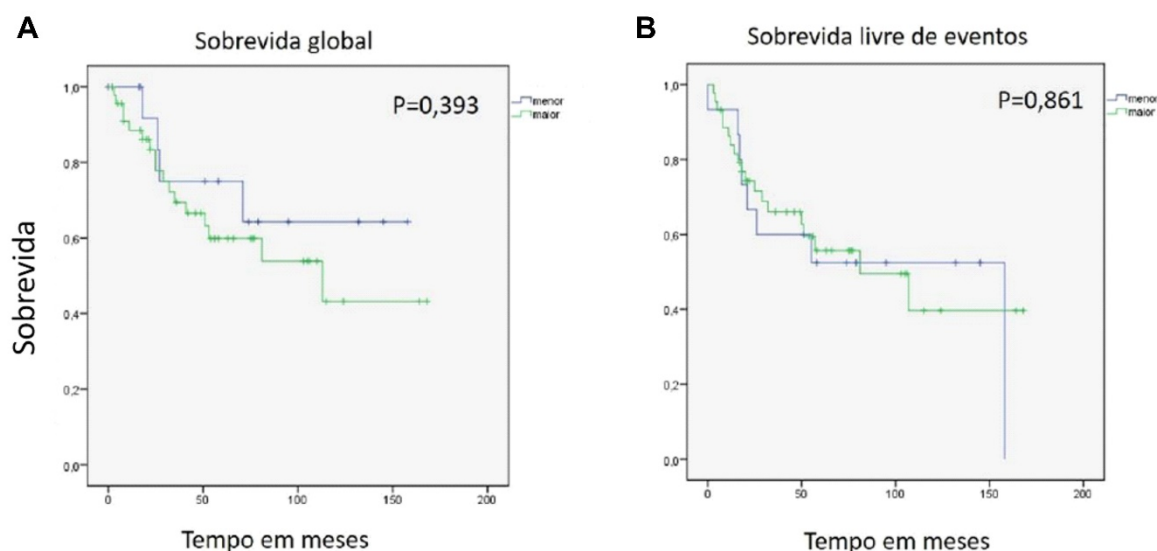 A
Sobrevida global
P=0,393
menor
maior
1,0
0,8
0,6
0,4
0,2
0,0
Sobrevida
0
50
100
150
200
Tempo em meses
B
Sobrevida livre de eventos
P=0,861
menor
maior
1,0
0,8
0,6
0,4
0,2
0,0
0
50
100
150
200
Tempo em meses